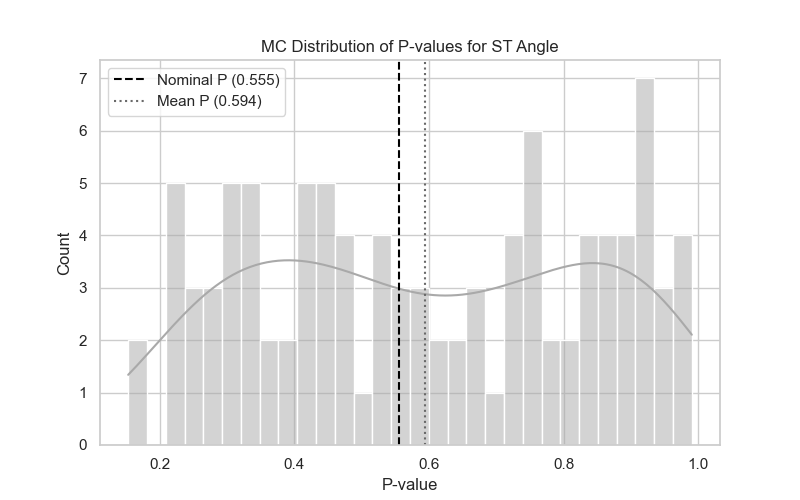 MC Distribution of P-values for ST Angle
Nominal P (0.555)
Mean P (0.594)
7
6
5
4
3
2
1
0
Count
0.2 0.4 0.6 0.8 1.0
P-value